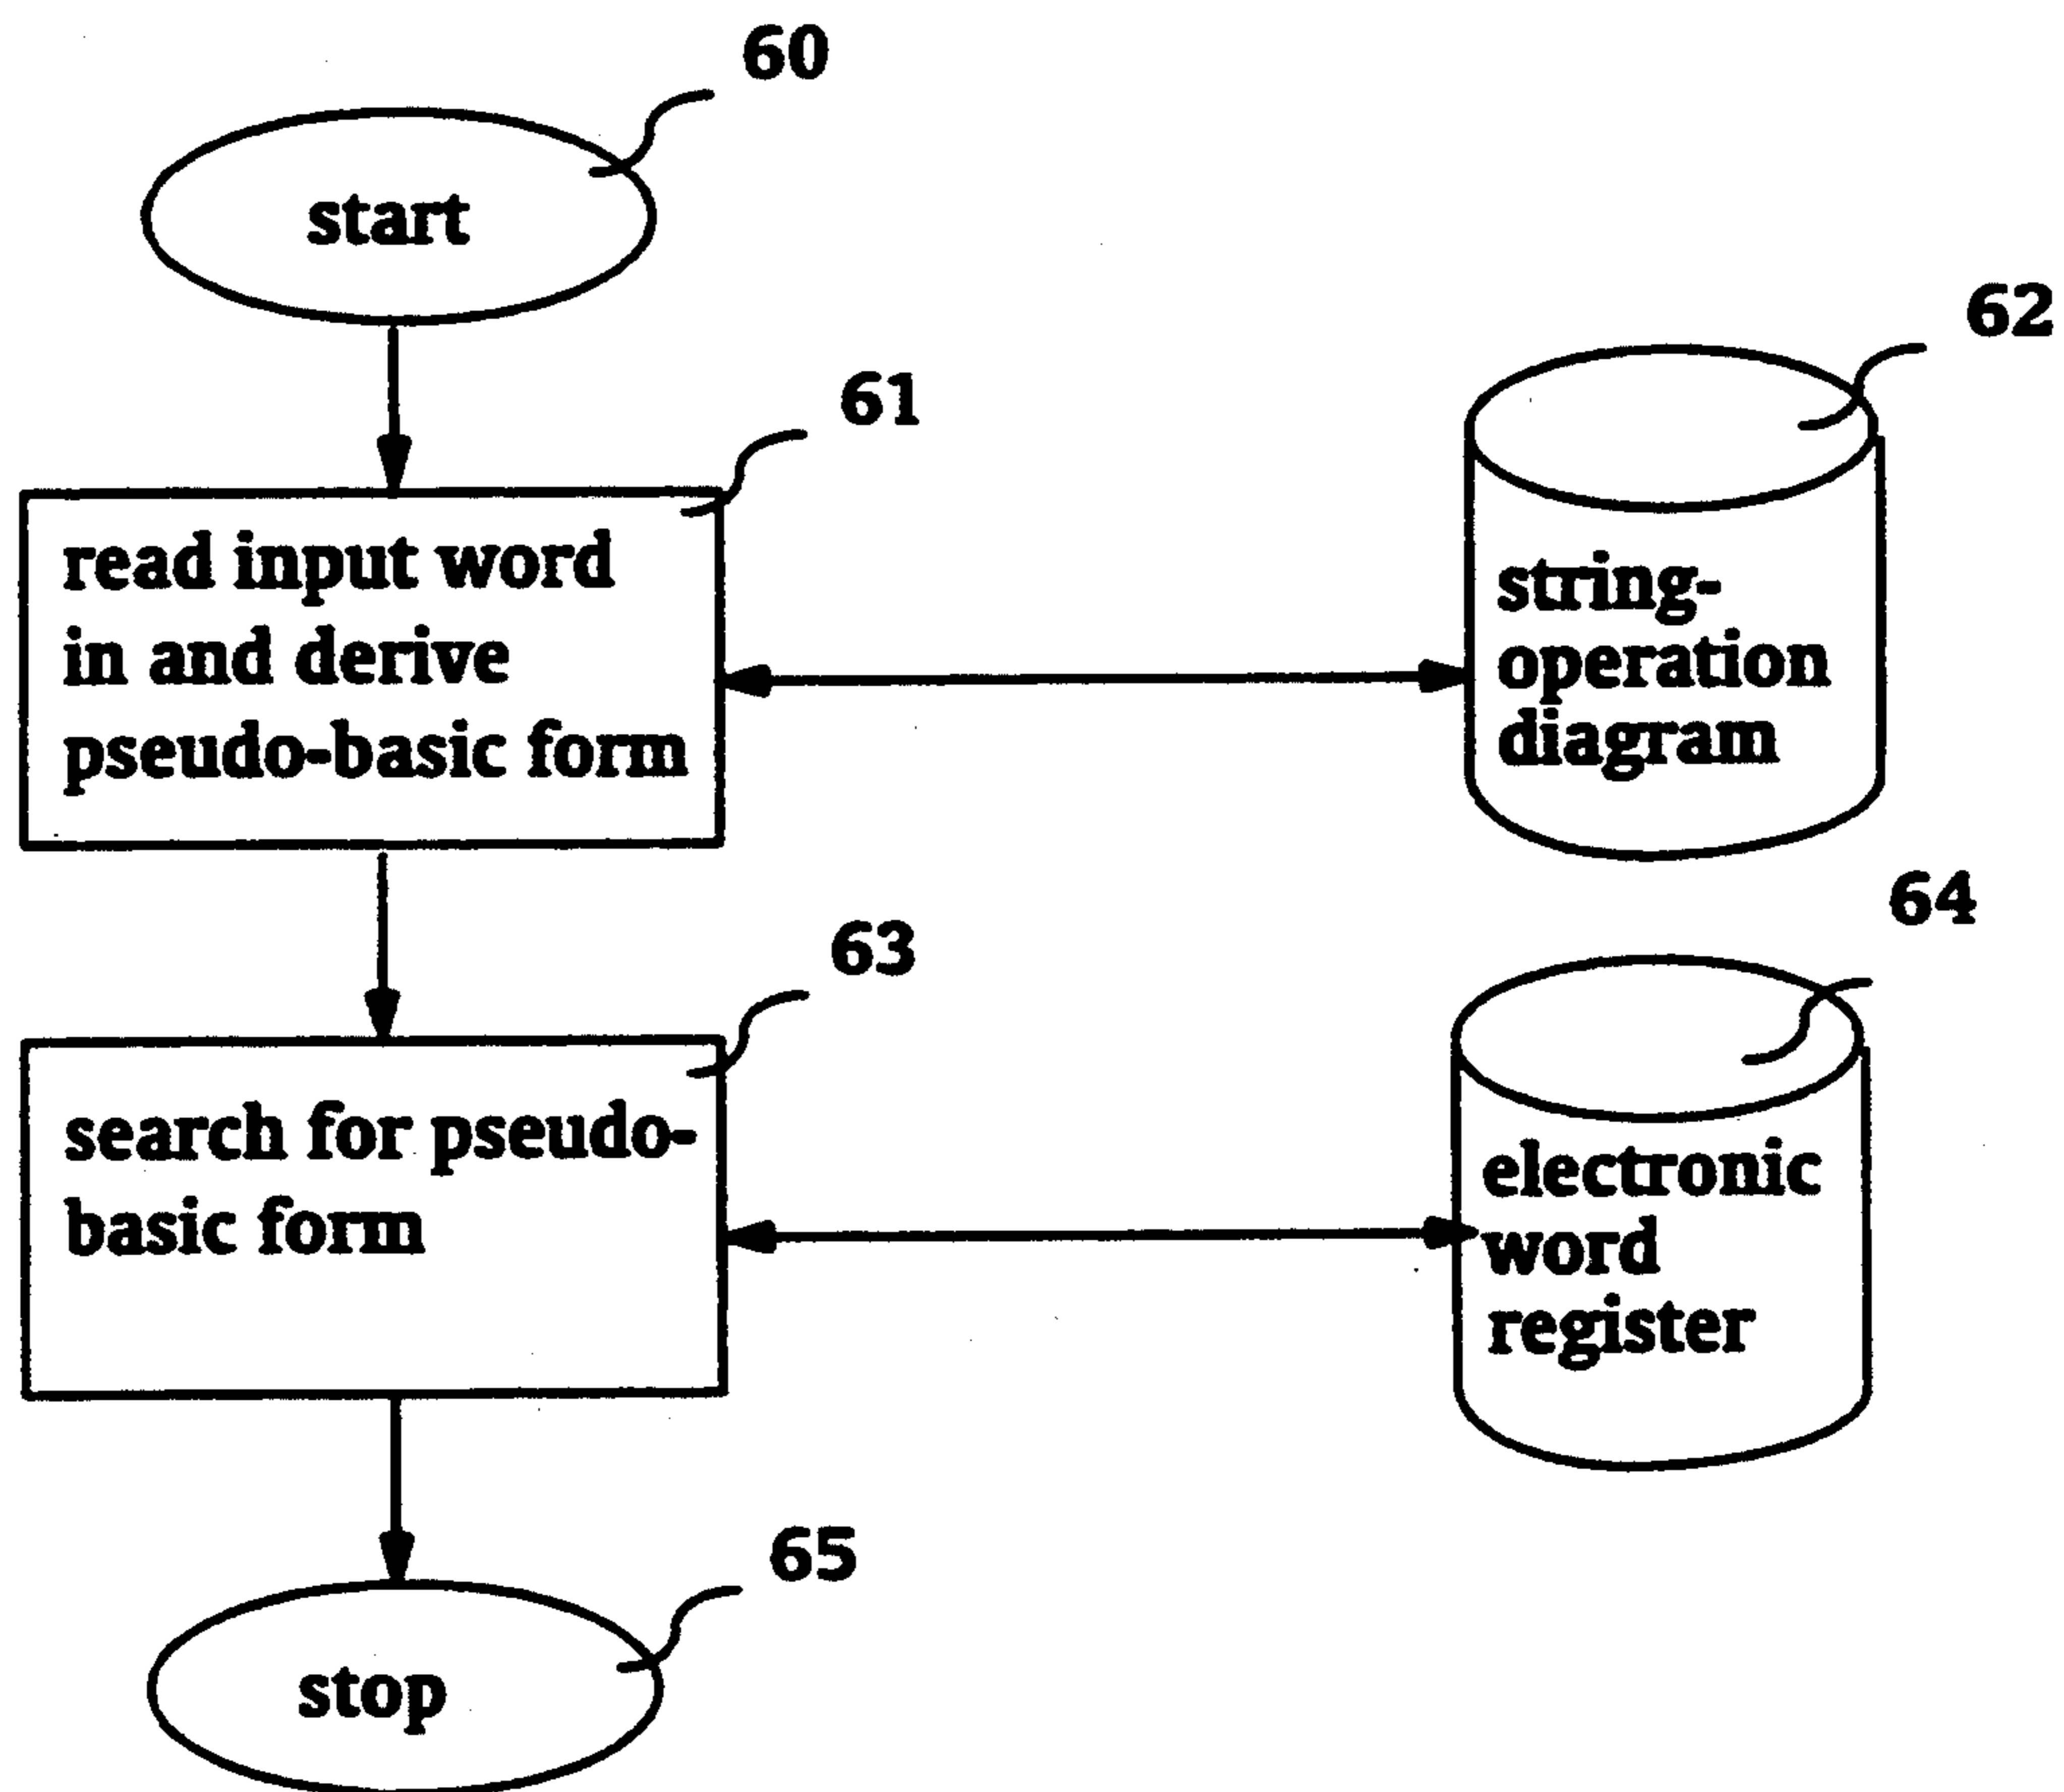 60
start
62
61
read input word
in and derive
pseudo-basic form
string-
operation
diagram
64
63
search for pseudo-
basic form
electronic
word
register
65
stop